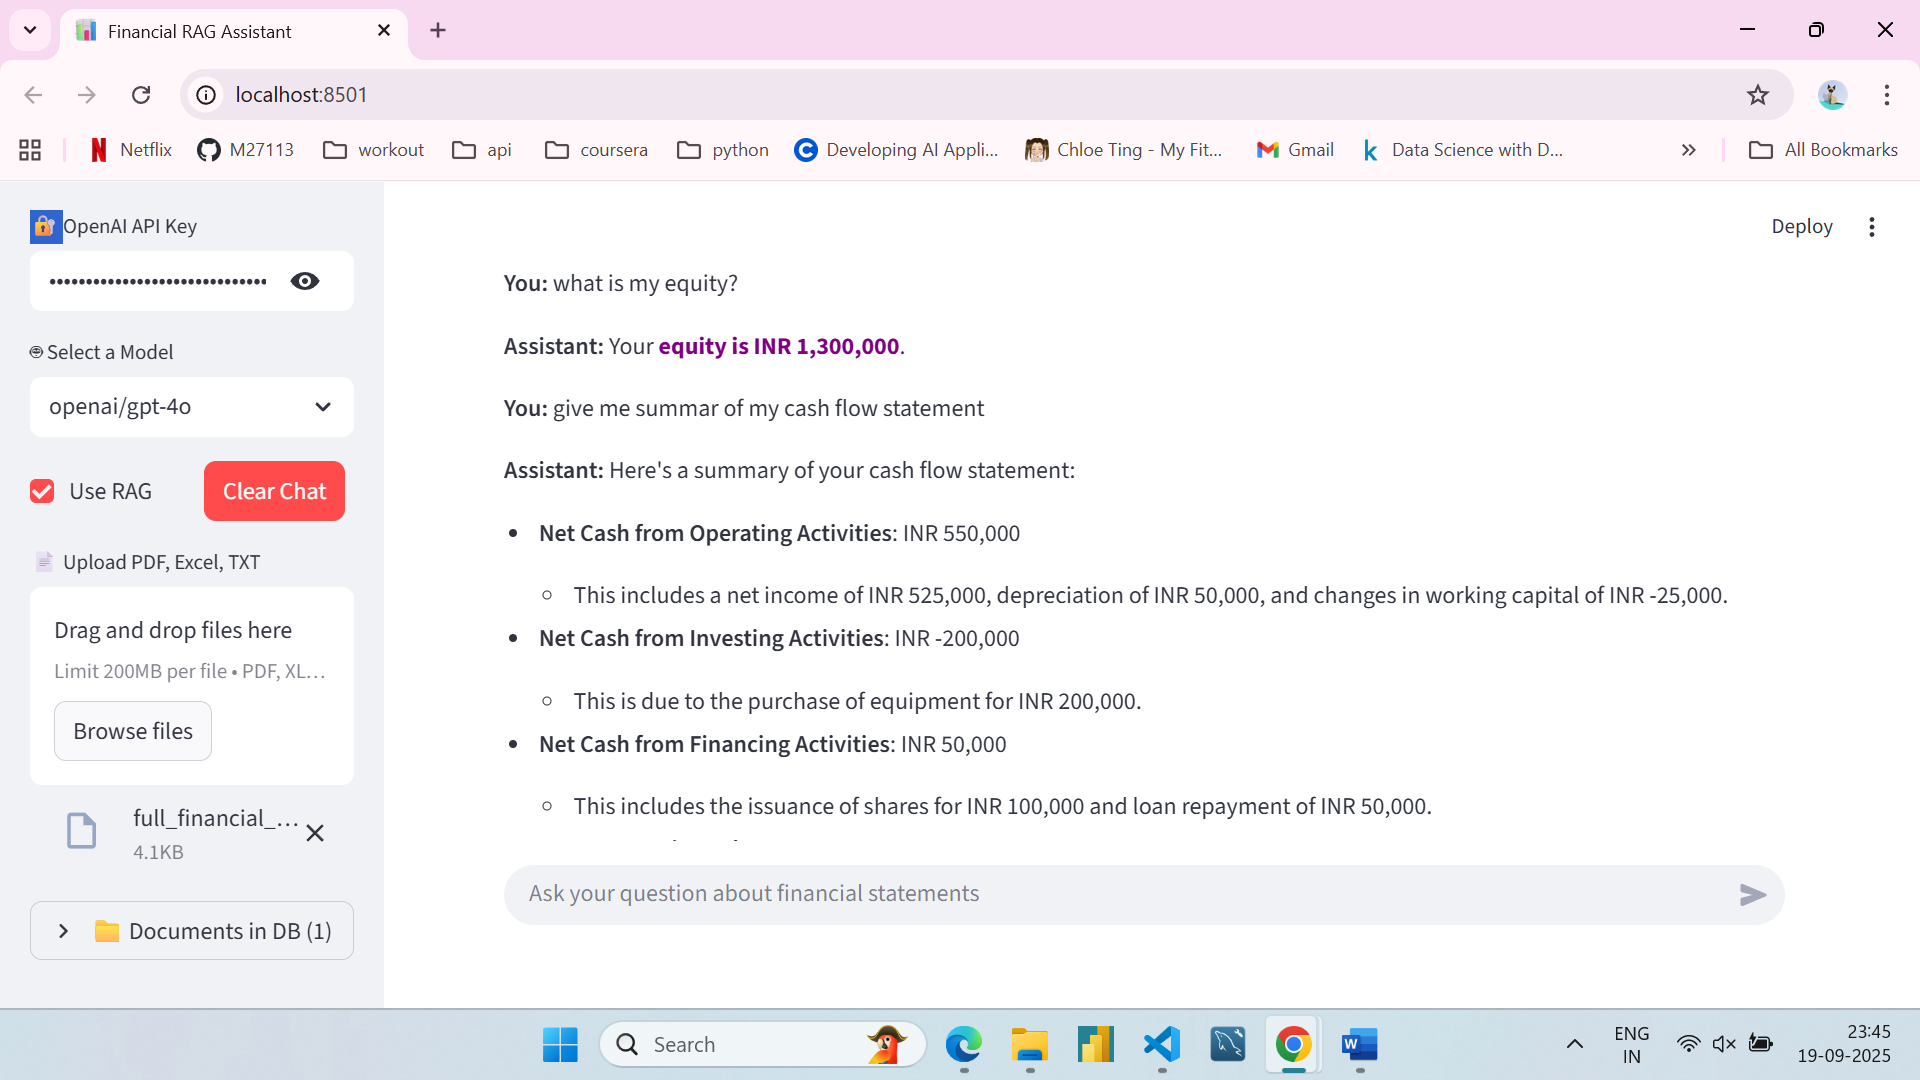 Financial RAG Assistant
localhost:8501
Netflix
M27113
workout
api
coursera
python
Developing AI Appli...
Chloe Ting - My Fit...
Gmail
Data Science with D...
All Bookmarks
OpenAI API Key
Select a Model
openai/gpt-4o
Use RAG
Clear Chat
Upload PDF, Excel, TXT
Drag and drop files here
Limit 200MB per file • PDF, XL...
Browse files
full_financial_...
4.1KB
Documents in DB (1)
Deploy
You: what is my equity?
Assistant: Your equity is INR 1,300,000.
You: give me summar of my cash flow statement
Assistant: Here's a summary of your cash flow statement:
Net Cash from Operating Activities: INR 550,000
This includes a net income of INR 525,000, depreciation of INR 50,000, and changes in working capital of INR -25,000.
Net Cash from Investing Activities: INR -200,000
This is due to the purchase of equipment for INR 200,000.
Net Cash from Financing Activities: INR 50,000
This includes the issuance of shares for INR 100,000 and loan repayment of INR 50,000.
Ask your question about financial statements
Search
ENG
IN
23:45
19-09-2025